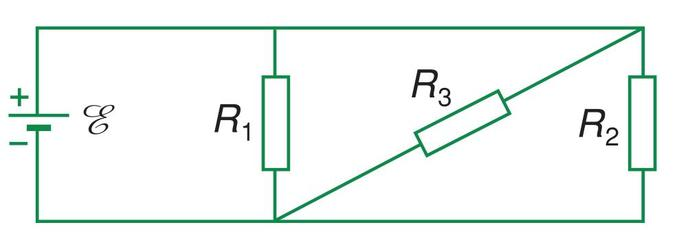 +
ℰ
−
R₁
R₃
R₂